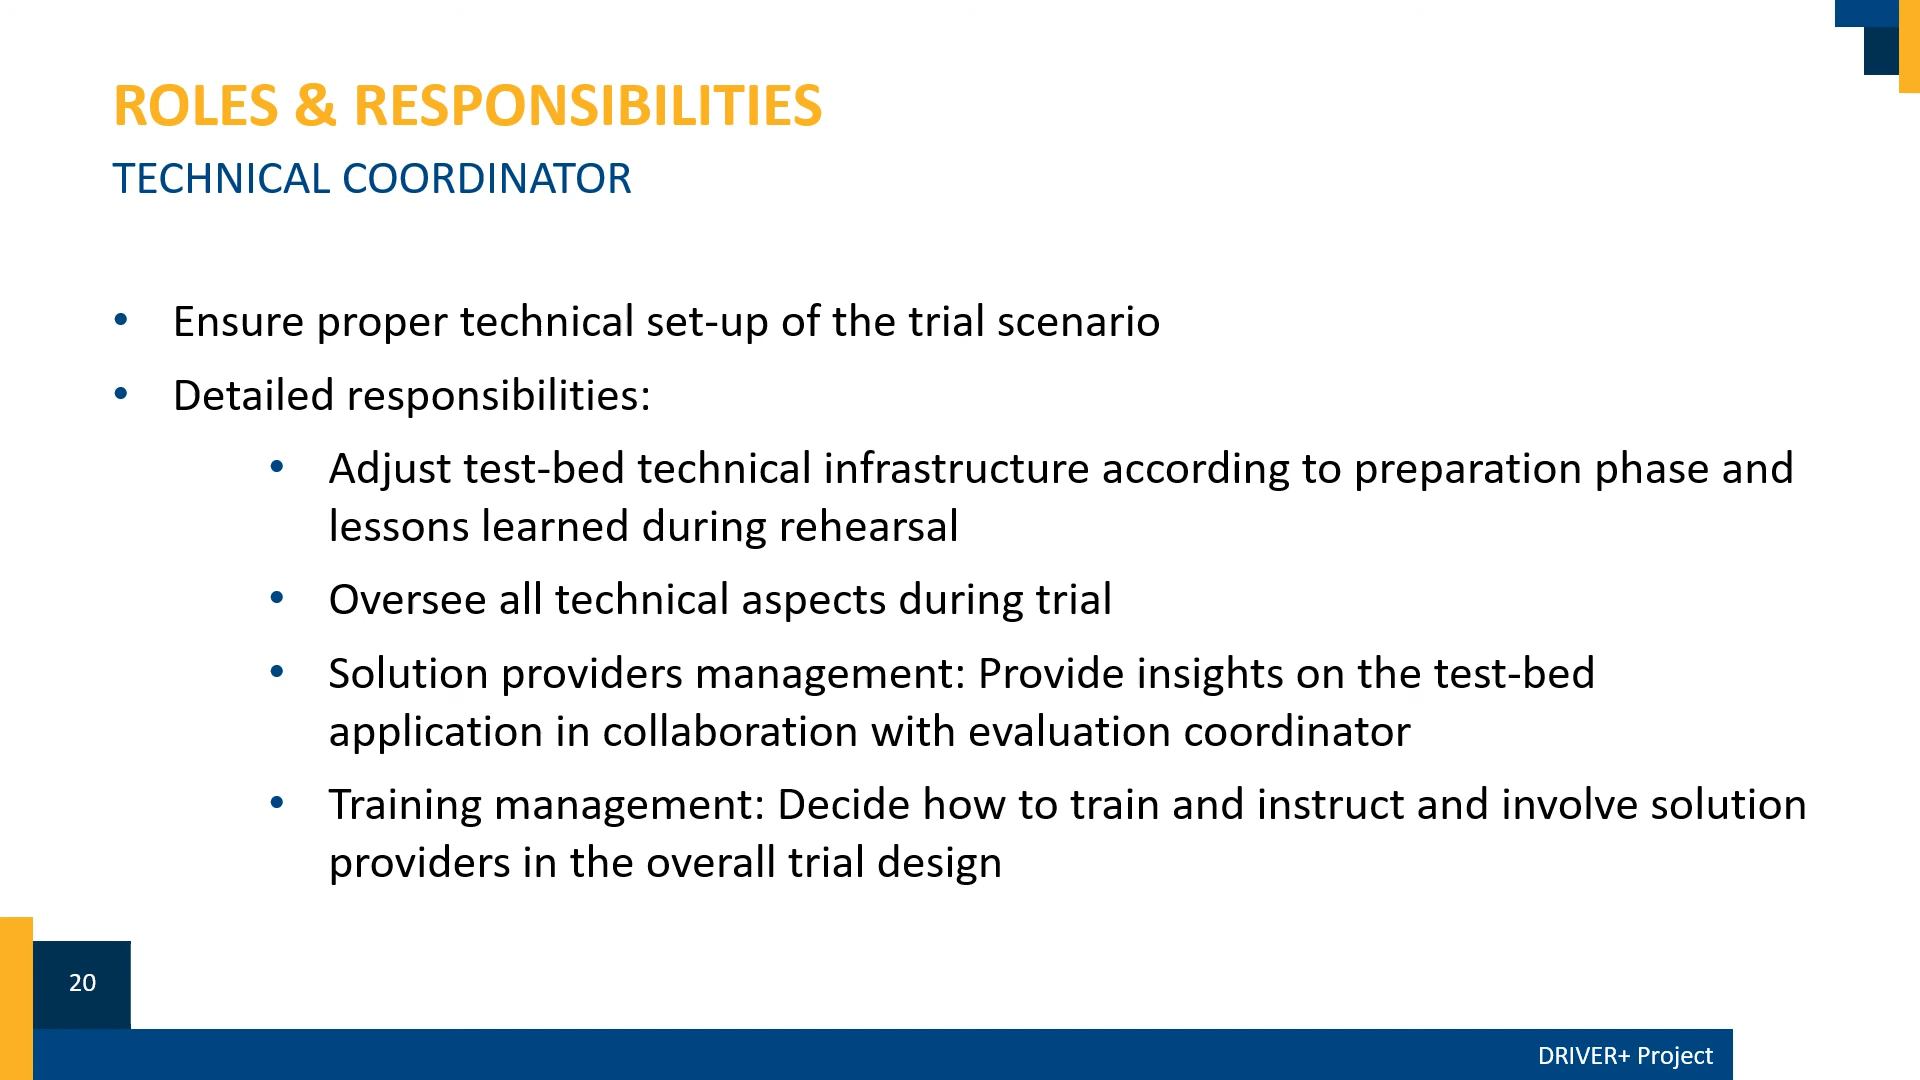 ROLES & RESPONSIBILITIES
TECHNICAL COORDINATOR
• Ensure proper technical set-up of the trial scenario
• Detailed responsibilities:
• Adjust test-bed technical infrastructure according to preparation phase and
lessons learned during rehearsal
• Oversee all technical aspects during trial
• Solution providers management: Provide insights on the test-bed
application in collaboration with evaluation coordinator
• Training management: Decide how to train and instruct and involve solution
providers in the overall trial design
20
DRIVER+ Project